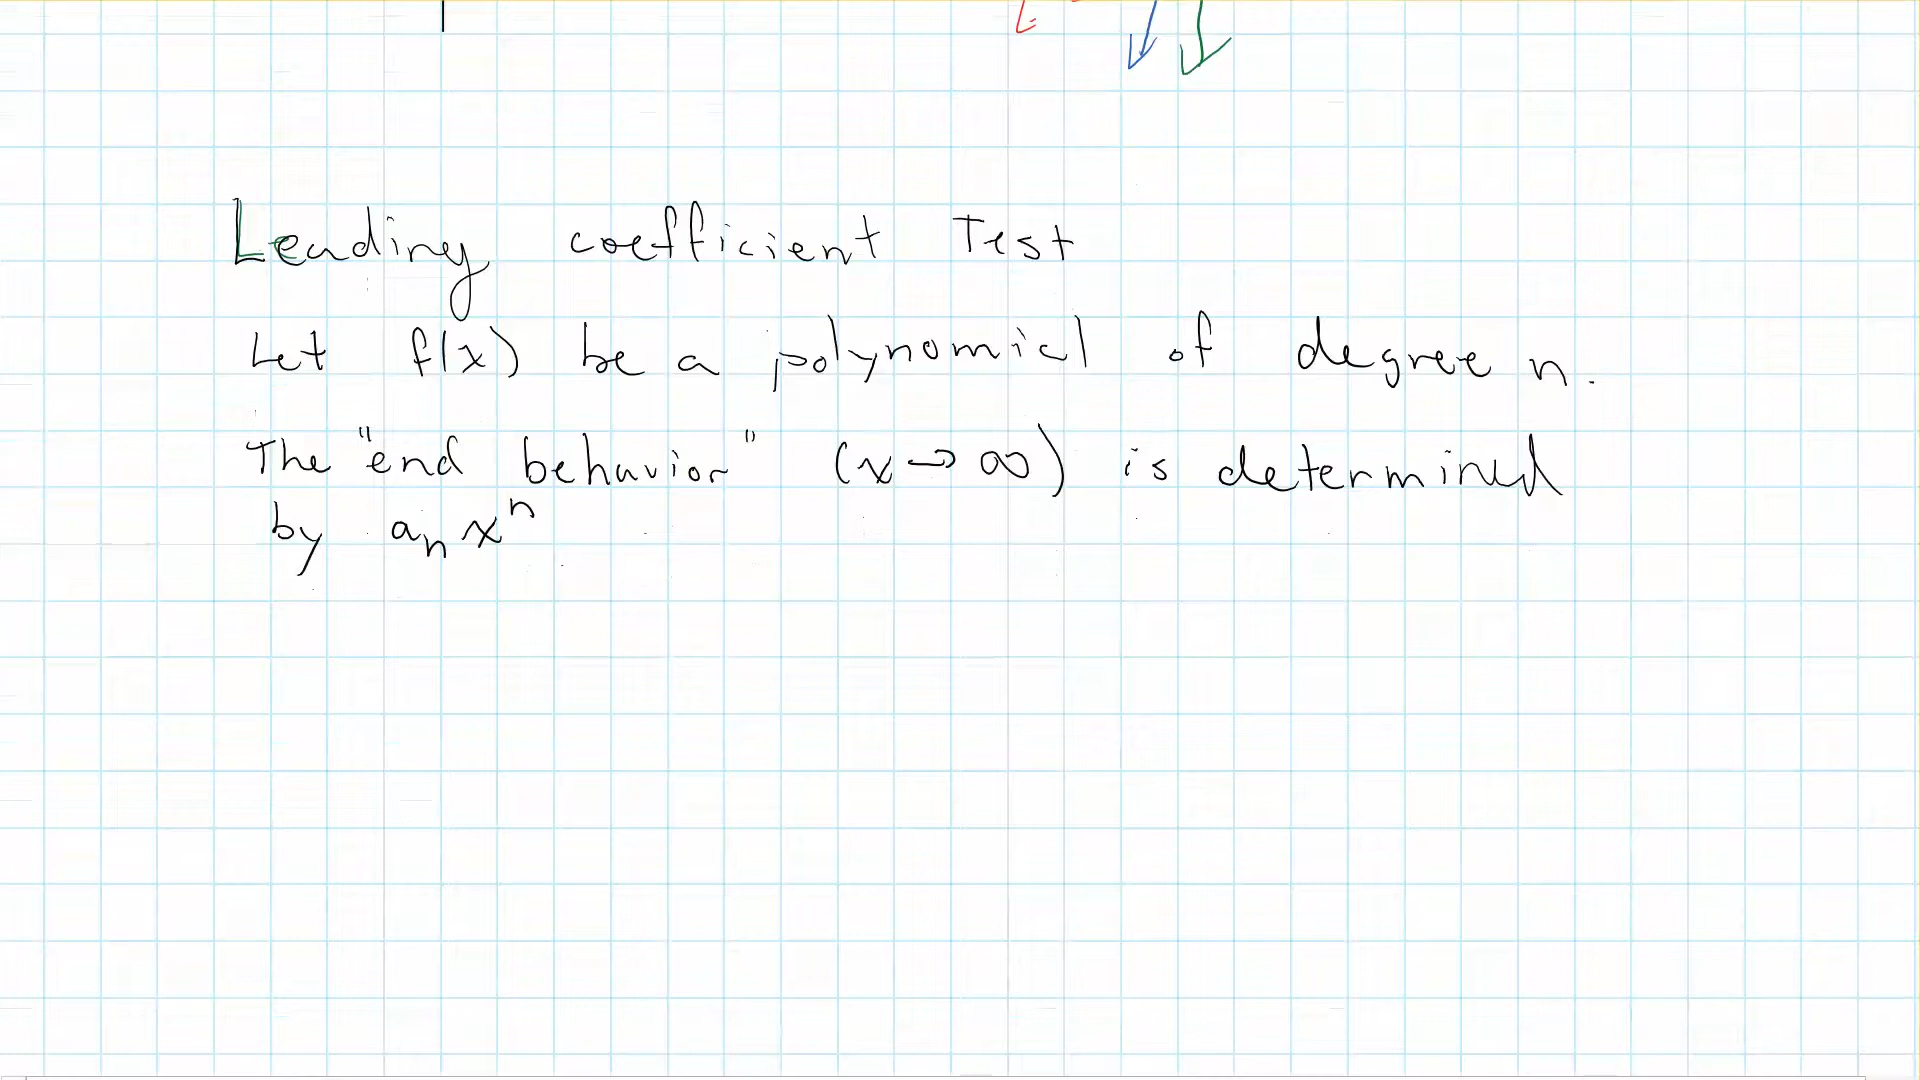 Leading coefficient Test
Let f(x) be a polynomial of degree n.
The "end behavior" (x → ∞) is determined
by aₙxⁿ